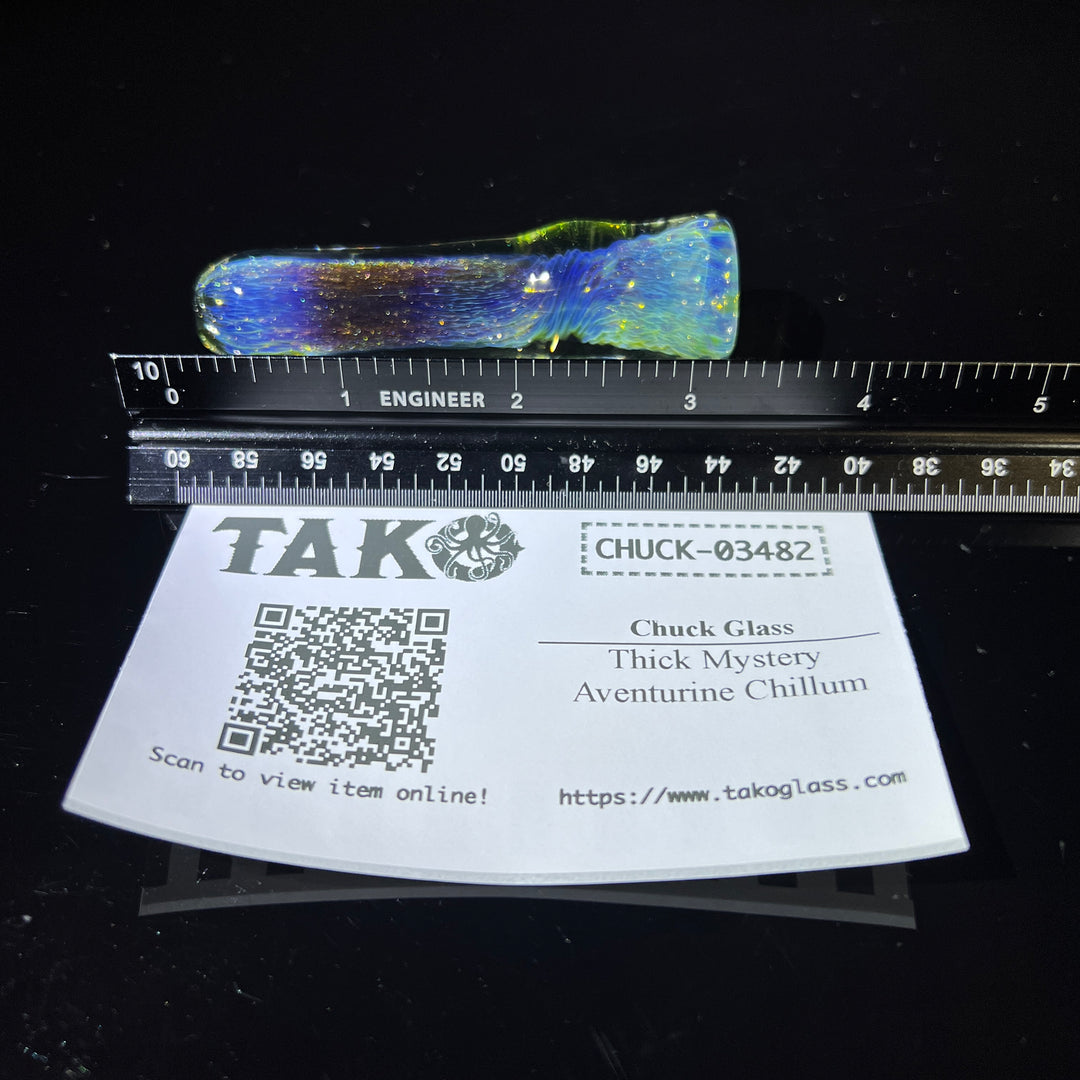 10
0 1 ENGINEER 2 3 4 5
60 58 56 54 52 50 48 46 44 42 40 38 36 34
TAKO
CHUCK-03482
Chuck Glass
Thick Mystery
Aventurine Chillum
Scan to view item online!
https://www.takoglass.com